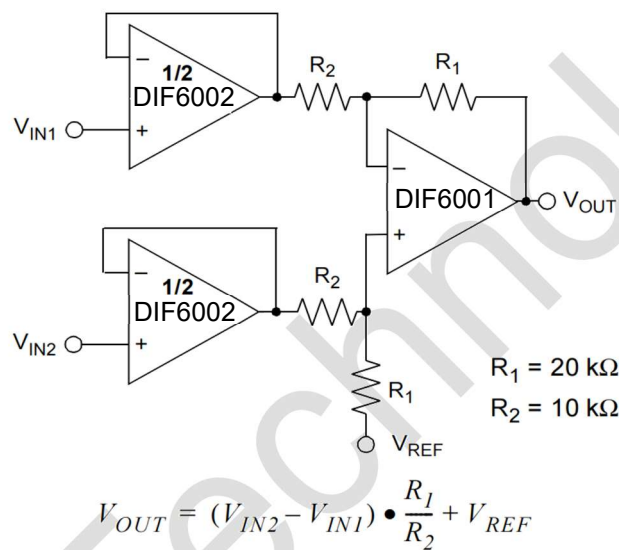 R₂
R₁
1/2
DIF6002
V_IN1
−
+
DIF6001
−
+
V_OUT
1/2
DIF6002
V_IN2
−
+
R₂
R₁
V_REF
R₁ = 20 kΩ
R₂ = 10 kΩ
V_OUT = (V_IN2 − V_IN1) • R₁/R₂ + V_REF
Technol